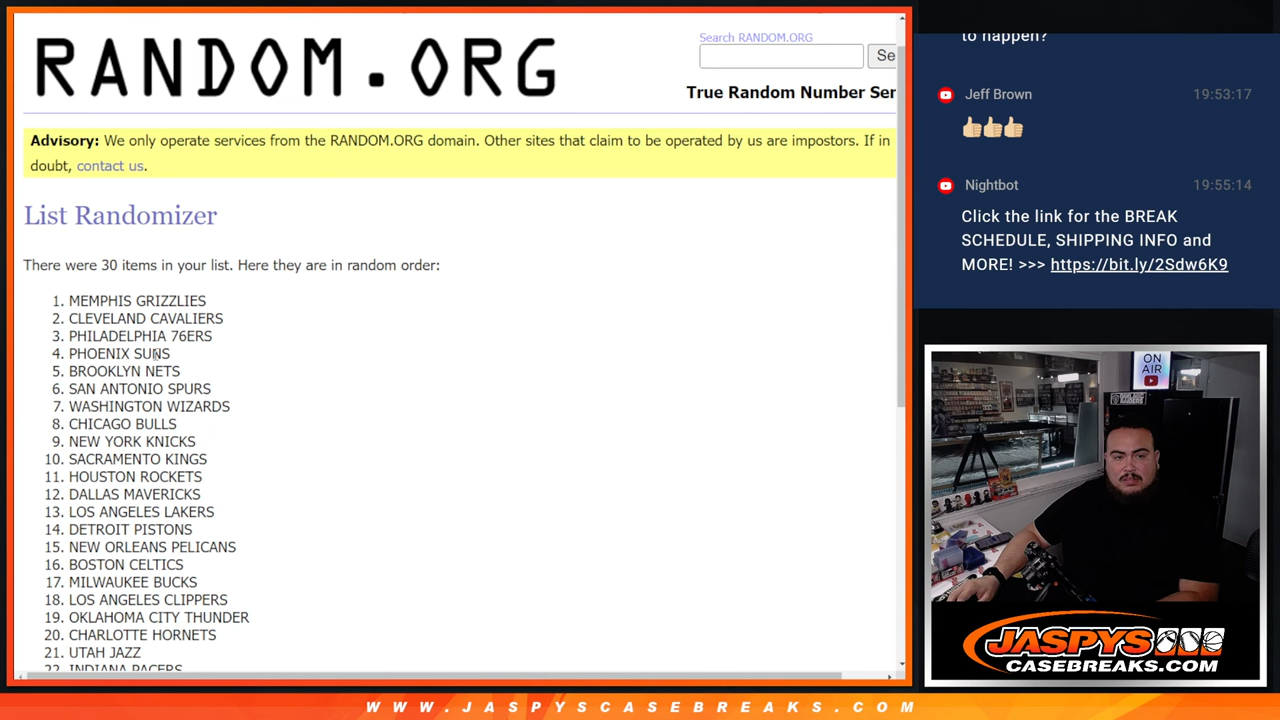 RANDOM.ORG
Search RANDOM.ORG
Se
True Random Number Ser
Advisory: We only operate services from the RANDOM.ORG domain. Other sites that claim to be operated by us are impostors. If in
doubt, contact us.
List Randomizer
There were 30 items in your list. Here they are in random order:
1. MEMPHIS GRIZZLIES
2. CLEVELAND CAVALIERS
3. PHILADELPHIA 76ERS
4. PHOENIX SUNS
5. BROOKLYN NETS
6. SAN ANTONIO SPURS
7. WASHINGTON WIZARDS
8. CHICAGO BULLS
9. NEW YORK KNICKS
10. SACRAMENTO KINGS
11. HOUSTON ROCKETS
12. DALLAS MAVERICKS
13. LOS ANGELES LAKERS
14. DETROIT PISTONS
15. NEW ORLEANS PELICANS
16. BOSTON CELTICS
17. MILWAUKEE BUCKS
18. LOS ANGELES CLIPPERS
19. OKLAHOMA CITY THUNDER
20. CHARLOTTE HORNETS
21. UTAH JAZZ
22. INDIANA PACERS
to happen?
Jeff Brown 19:53:17
👍🏼👍🏼👍🏼
Nightbot 19:55:14
Click the link for the BREAK
SCHEDULE, SHIPPING INFO and
MORE! >>> https://bit.ly/2Sdw6K9
ON
AIR
JASPYS
CASEBREAKS.COM
WWW.JASPYSCASEBREAKS.COM